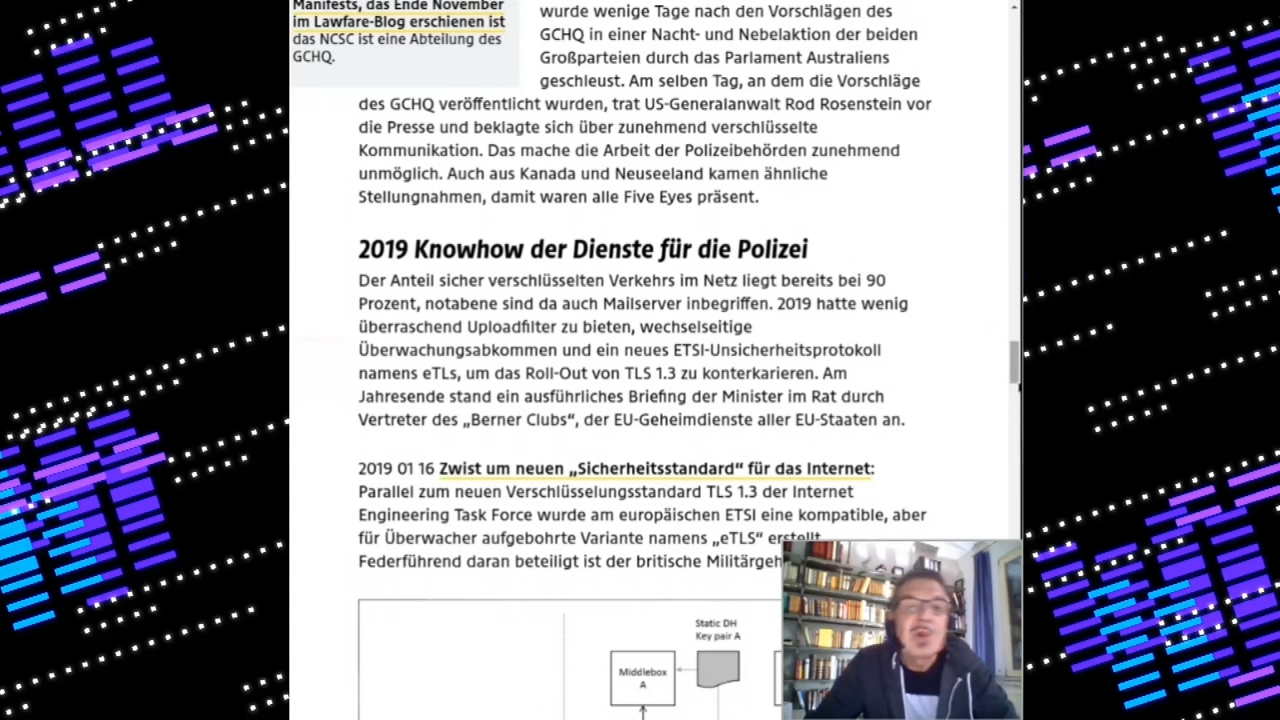 Manifests, das Ende November
im Lawfare-Blog erschienen ist
das NCSC ist eine Abteilung des
GCHQ.
wurde wenige Tage nach den Vorschlägen des
GCHQ in einer Nacht- und Nebelaktion der beiden
Großparteien durch das Parlament Australiens
geschleust. Am selben Tag, an dem die Vorschläge
des GCHQ veröffentlicht wurden, trat US-Generalanwalt Rod Rosenstein vor
die Presse und beklagte sich über zunehmend verschlüsselte
Kommunikation. Das mache die Arbeit der Polizeibehörden zunehmend
unmöglich. Auch aus Kanada und Neuseeland kamen ähnliche
Stellungnahmen, damit waren alle Five Eyes präsent.
2019 Knowhow der Dienste für die Polizei
Der Anteil sicher verschlüsselten Verkehrs im Netz liegt bereits bei 90
Prozent, notabene sind da auch Mailserver inbegriffen. 2019 hatte wenig
überraschend Uploadfilter zu bieten, wechselseitige
Überwachungsabkommen und ein neues ETSI-Unsicherheitsprotokoll
namens eTLs, um das Roll-Out von TLS 1.3 zu konterkarieren. Am
Jahresende stand ein ausführliches Briefing der Minister im Rat durch
Vertreter des „Berner Clubs“, der EU-Geheimdienste aller EU-Staaten an.
2019 01 16 Zwist um neuen „Sicherheitsstandard“ für das Internet:
Parallel zum neuen Verschlüsselungsstandard TLS 1.3 der Internet
Engineering Task Force wurde am europäischen ETSI eine kompatible, aber
für Überwacher aufgebohrte Variante namens „eTLS“ erstellt
Federführend daran beteiligt ist der britische
Static DH
Key pair A
Middlebox
A